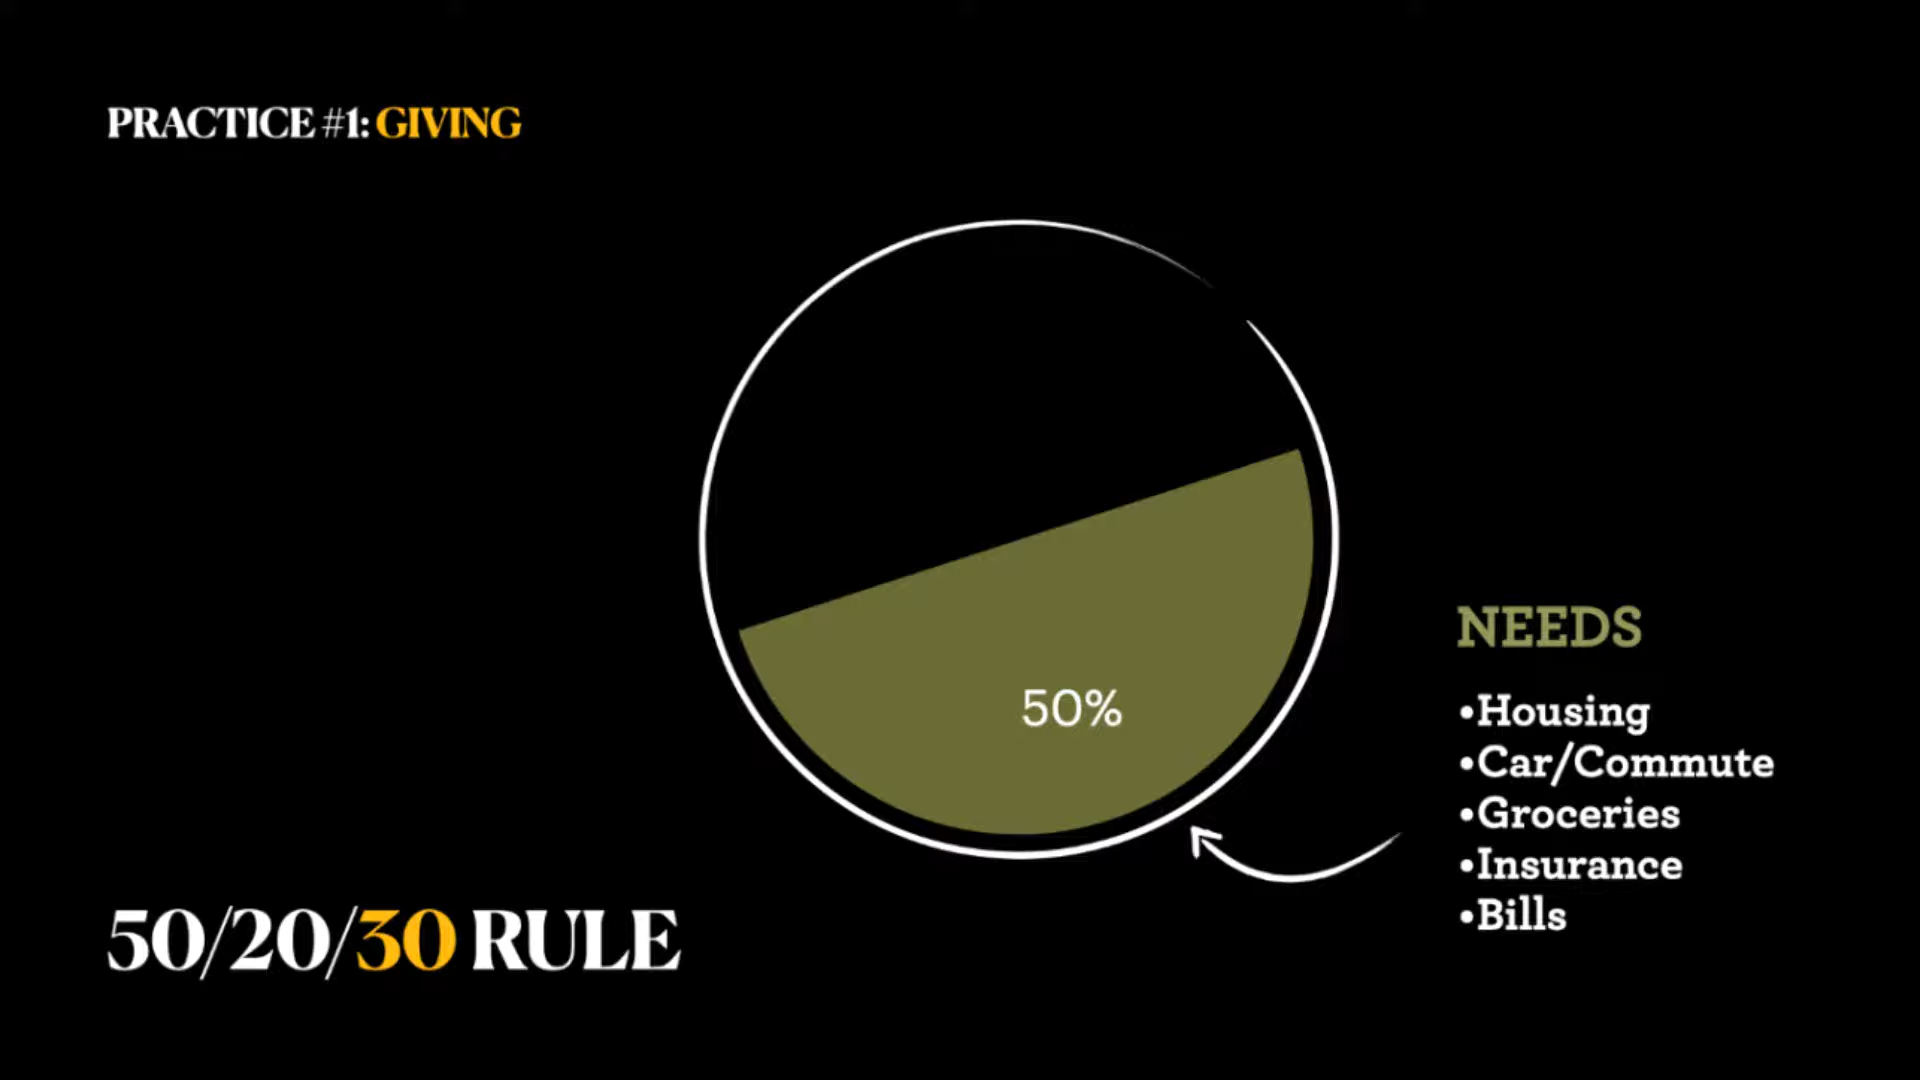 PRACTICE #1: GIVING
50%
NEEDS
•Housing
•Car/Commute
•Groceries
•Insurance
•Bills
50/20/30 RULE